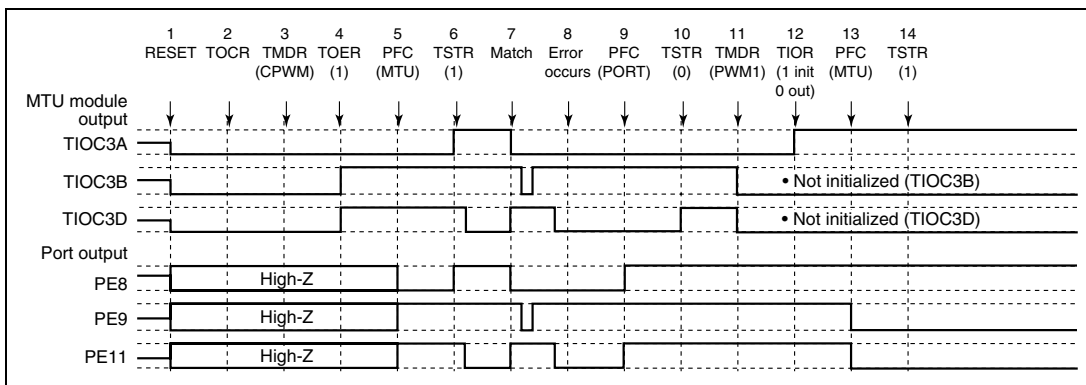 1 2 3 4 5 6 7 8 9 10 11 12 13 14
RESET TOCR TMDR TOER PFC TSTR Match Error PFC TSTR TMDR TIOR PFC TSTR
(CPWM) (1) (MTU) (1) occurs (PORT) (0) (PWM1) (1 init (MTU) (1)
0 out)
MTU module
output
TIOC3A
TIOC3B • Not initialized (TIOC3B)
TIOC3D • Not initialized (TIOC3D)
Port output
PE8 High-Z
PE9 High-Z
PE11 High-Z